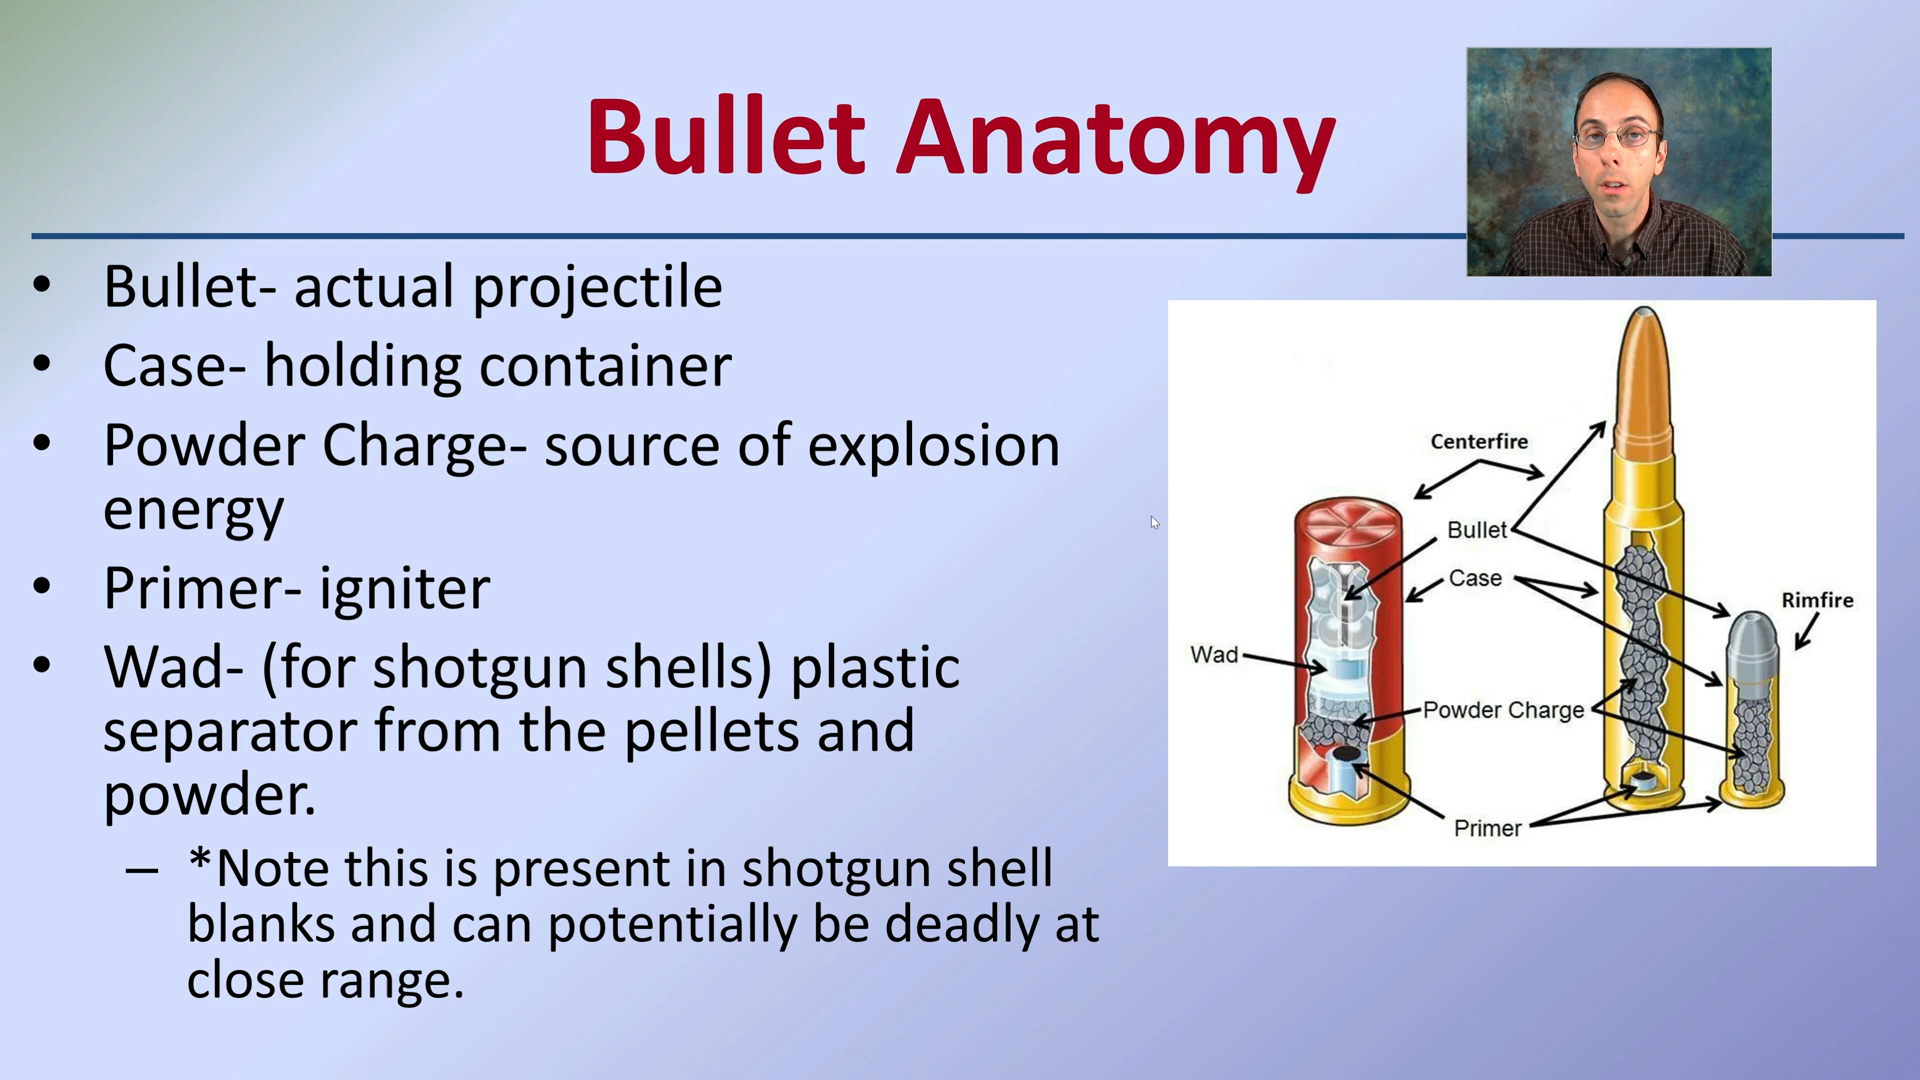 Bullet Anatomy
• Bullet- actual projectile
• Case- holding container
• Powder Charge- source of explosion
energy
• Primer- igniter
• Wad- (for shotgun shells) plastic
separator from the pellets and
powder.
– *Note this is present in shotgun shell
blanks and can potentially be deadly at
close range.
Centerfire
Bullet
Case
Rimfire
Wad
Powder Charge
Primer